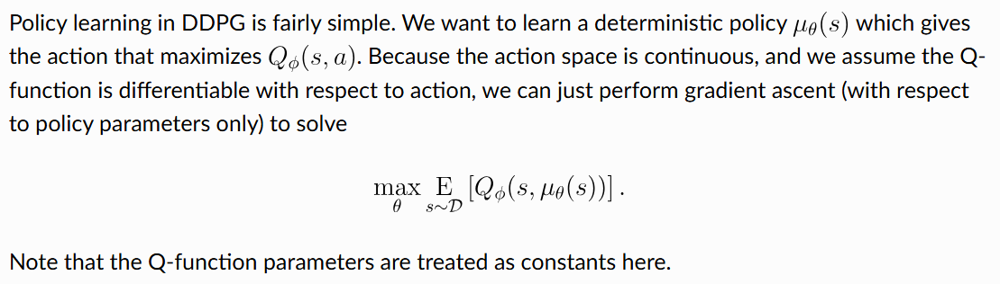 Policy learning in DDPG is fairly simple. We want to learn a deterministic policy μ_θ(s) which gives
the action that maximizes Q_ϕ(s, a). Because the action space is continuous, and we assume the Q-
function is differentiable with respect to action, we can just perform gradient ascent (with respect
to policy parameters only) to solve
max_θ E_{s∼𝒟} [Q_ϕ(s, μ_θ(s))].
Note that the Q-function parameters are treated as constants here.